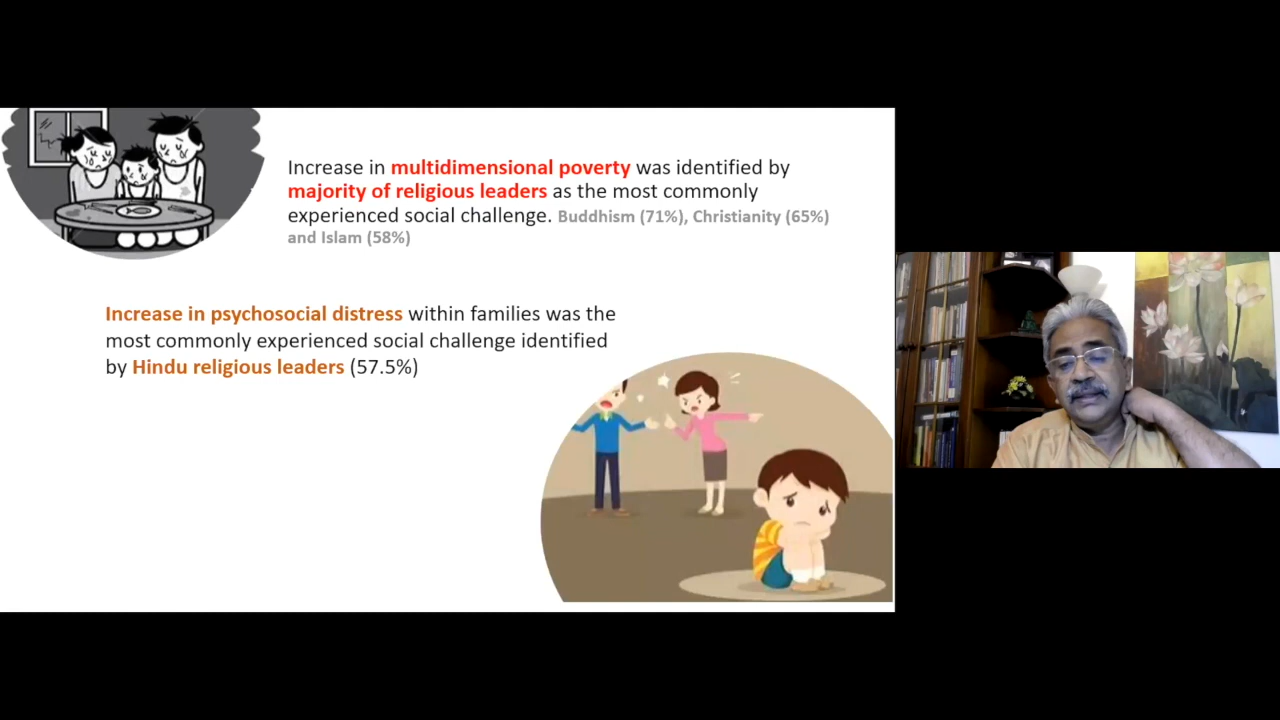 Increase in multidimensional poverty was identified by
majority of religious leaders as the most commonly
experienced social challenge. Buddhism (71%), Christianity (65%)
and Islam (58%)
Increase in psychosocial distress within families was the
most commonly experienced social challenge identified
by Hindu religious leaders (57.5%)